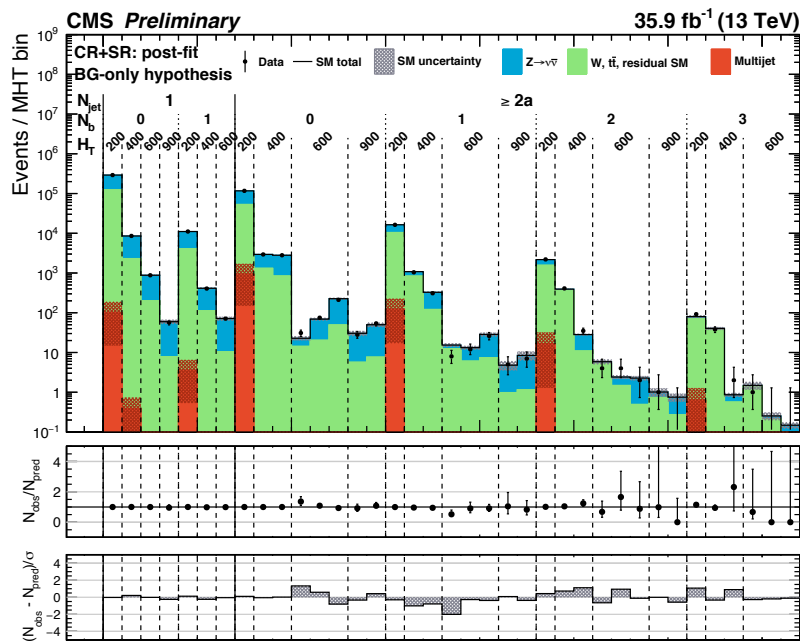 CMS Preliminary 35.9 fb⁻¹ (13 TeV)
CR+SR: post-fit
BG-only hypothesis
Data SM total SM uncertainty Z→νν̅ W, tt̅, residual SM Multijet
N_jet 1 ≥ 2a
N_b 0 1 0 1 2 3
H_T 200 400 600 900 200 400 600 200 400 600 900 200 400 600 900 200 400 600 900 200 400 600
Events / MHT bin
10⁹
10⁸
10⁷
10⁶
10⁵
10⁴
10³
10²
10
1
10⁻¹
N_obs/N_pred
4
2
0
(N_obs - N_pred)/σ
4
2
0
−2
−4